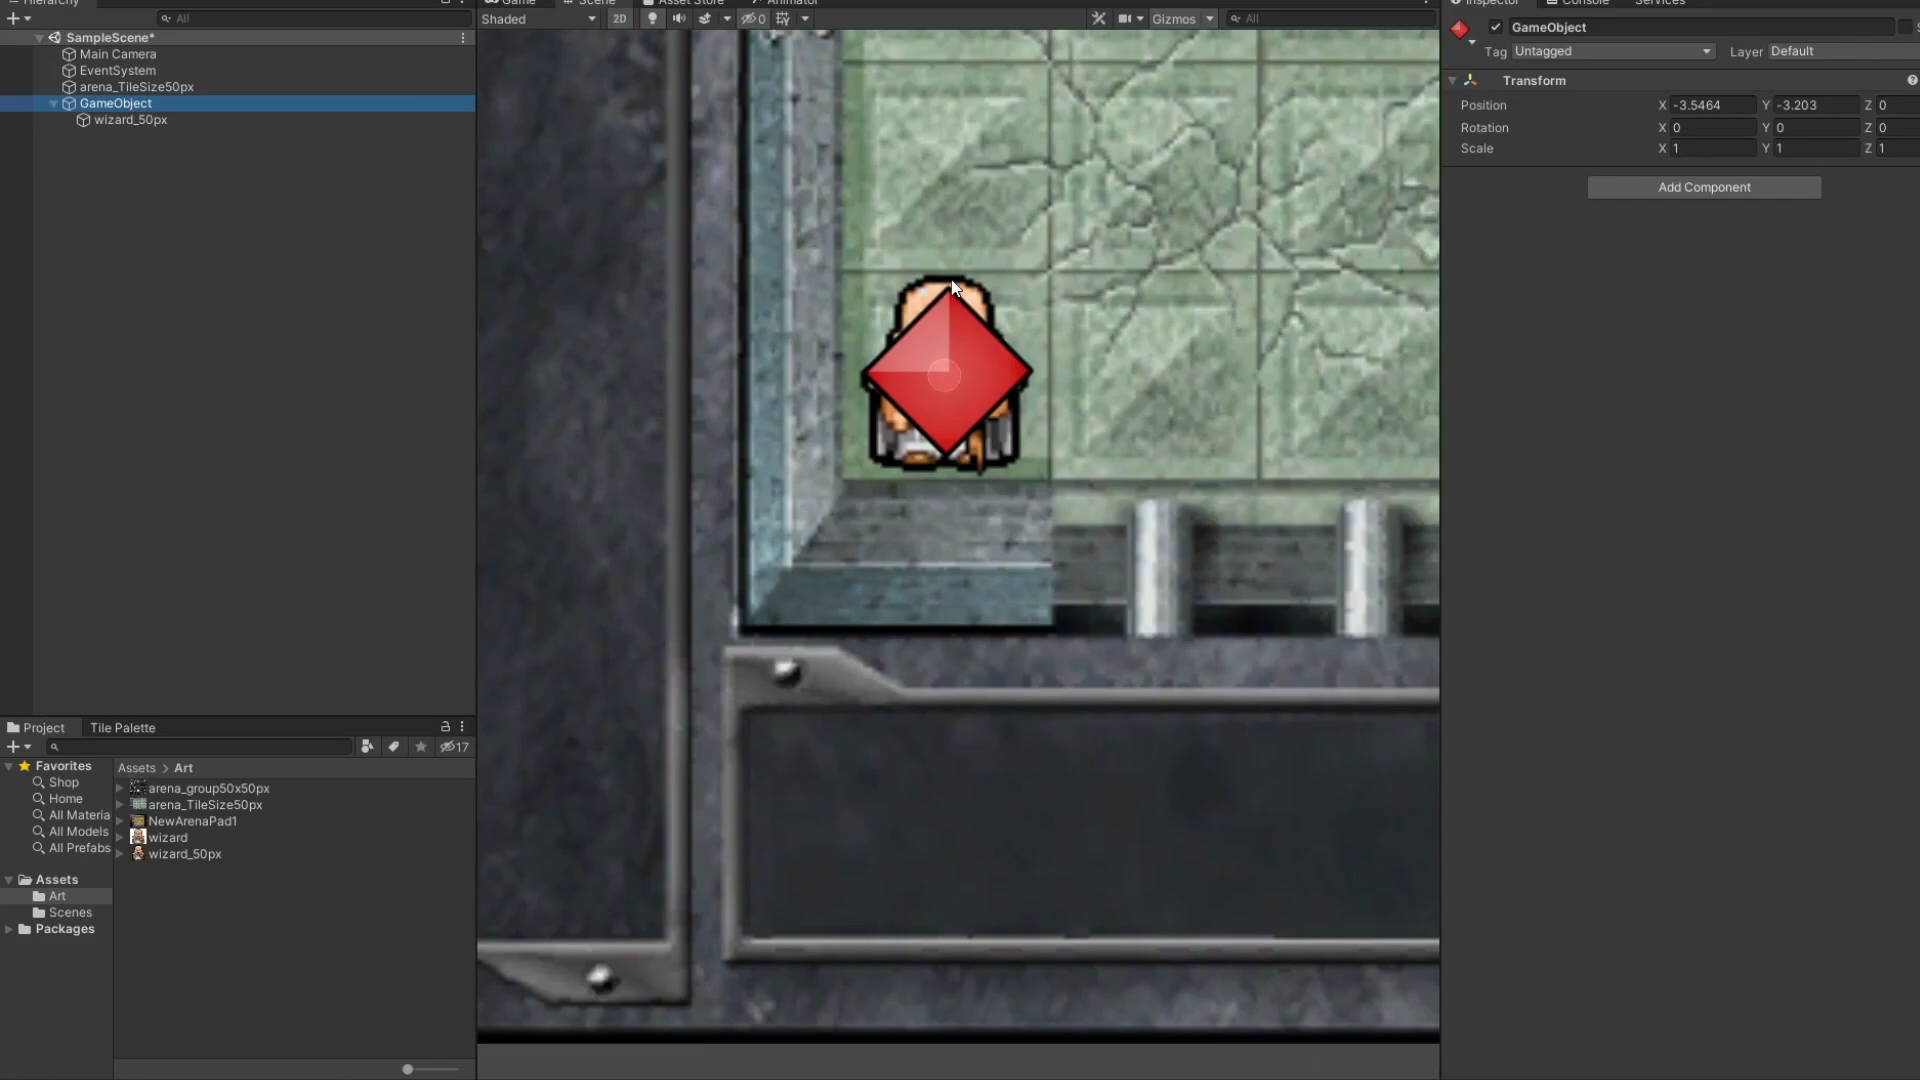 Hierarchy
Game
Scene
Asset Store
Animator
Inspector
Console
Services
All
Shaded
2D
0
Gizmos
All
SampleScene*
Main Camera
EventSystem
arena_TileSize50px
GameObject
wizard_50px
GameObject
Tag Untagged
Layer Default
Transform
Position X -3.5464 Y -3.203 Z 0
Rotation X 0 Y 0 Z 0
Scale X 1 Y 1 Z 1
Add Component
Project
Tile Palette
17
Favorites
Shop
Home
All Materia
All Models
All Prefabs
Assets
Art
Scenes
Packages
Assets > Art
arena_group50x50px
arena_TileSize50px
NewArenaPad1
wizard
wizard_50px